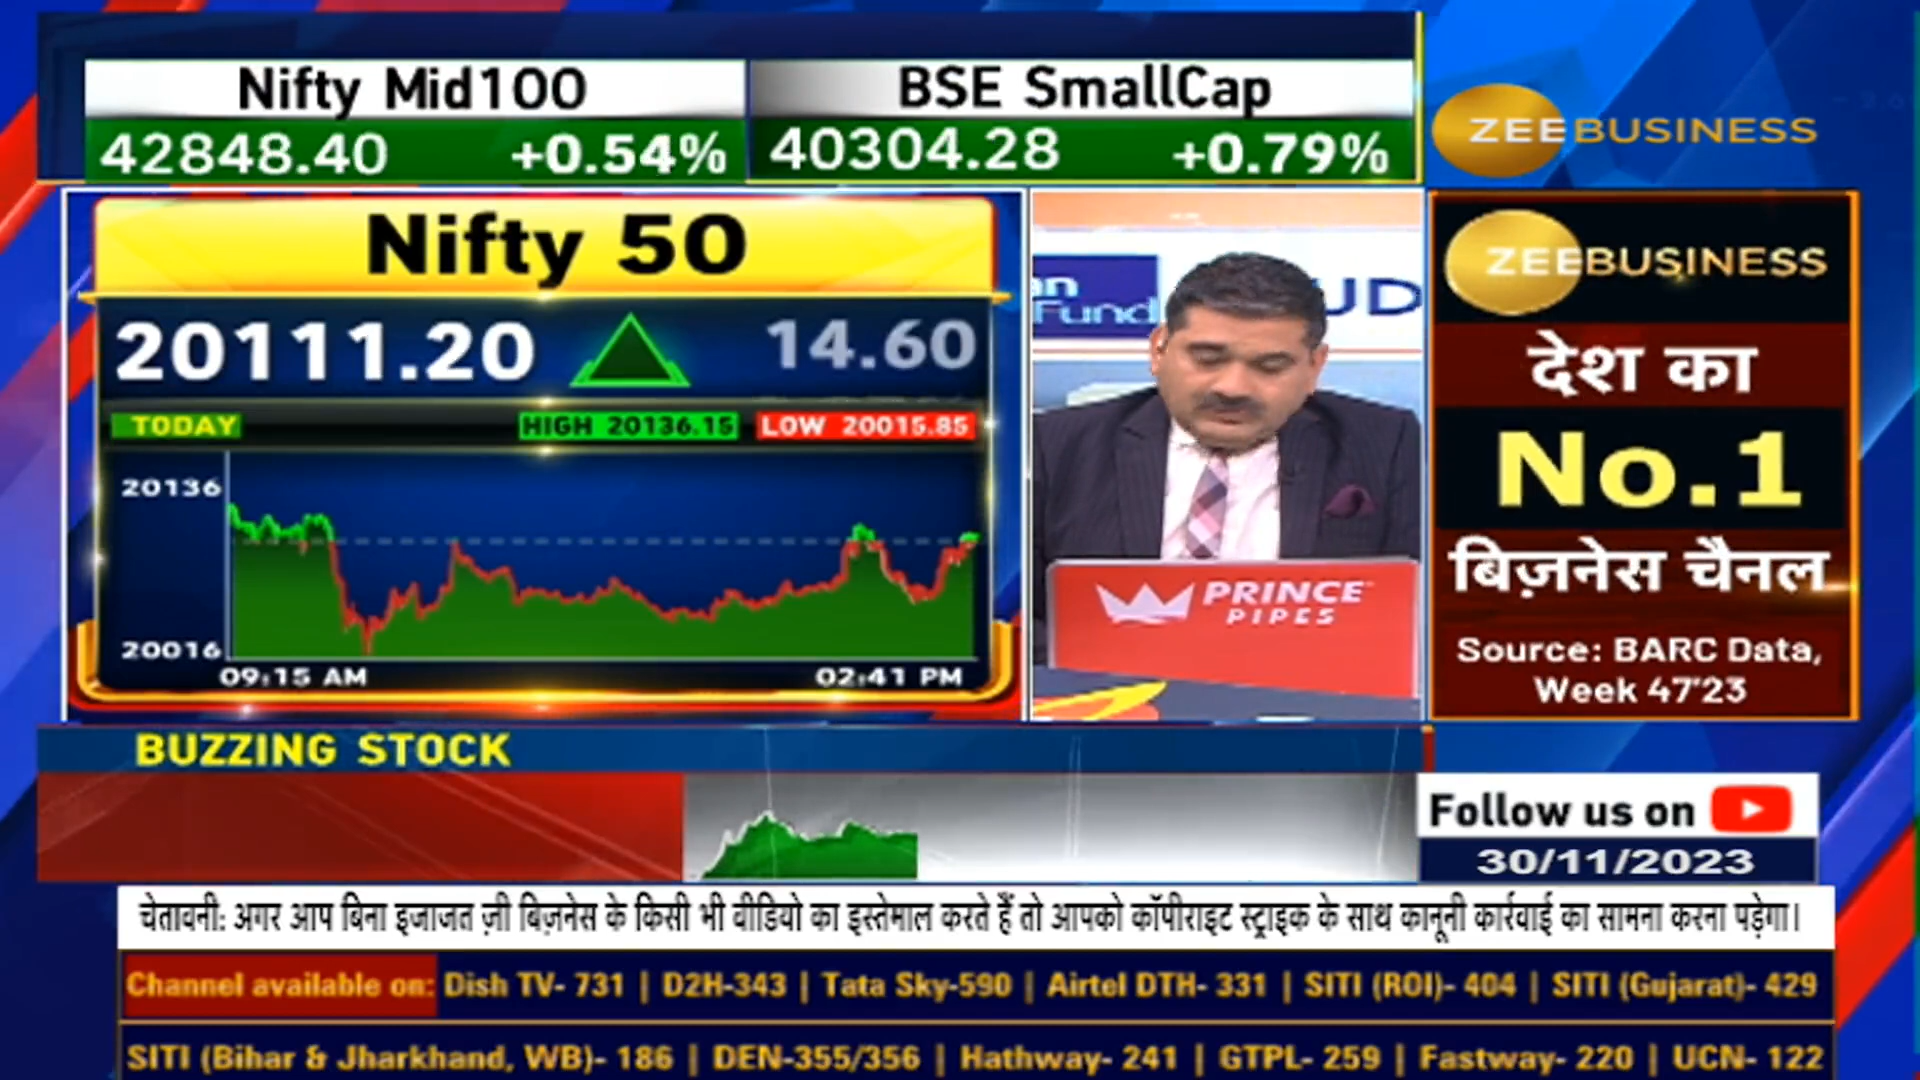 Nifty Mid100
42848.40 +0.54%
BSE SmallCap
40304.28 +0.79%
ZEEBUSINESS
Nifty 50
20111.20 14.60
TODAY HIGH 20136.15 LOW 20015.85
20136
20016
09:15 AM 02:41 PM
Fund
UD
PRINCE
PIPES
ZEEBUSINESS
देश का
No.1
बिज़नेस चैनल
Source: BARC Data,
Week 47'23
BUZZING STOCK
Follow us on
30/11/2023
चेतावनी: अगर आप बिना इजाजत ज़ी बिज़नेस के किसी भी वीडियो का इस्तेमाल करते हैं तो आपको कॉपीराइट स्ट्राइक के साथ कानूनी कार्रवाई का सामना करना पड़ेगा।
Channel available on: Dish TV- 731 | D2H-343 | Tata Sky-590 | Airtel DTH- 331 | SITI (ROI)- 404 | SITI (Gujarat)- 429
SITI (Bihar & Jharkhand, WB)- 186 | DEN-355/356 | Hathway- 241 | GTPL- 259 | Fastway- 220 | UCN- 122